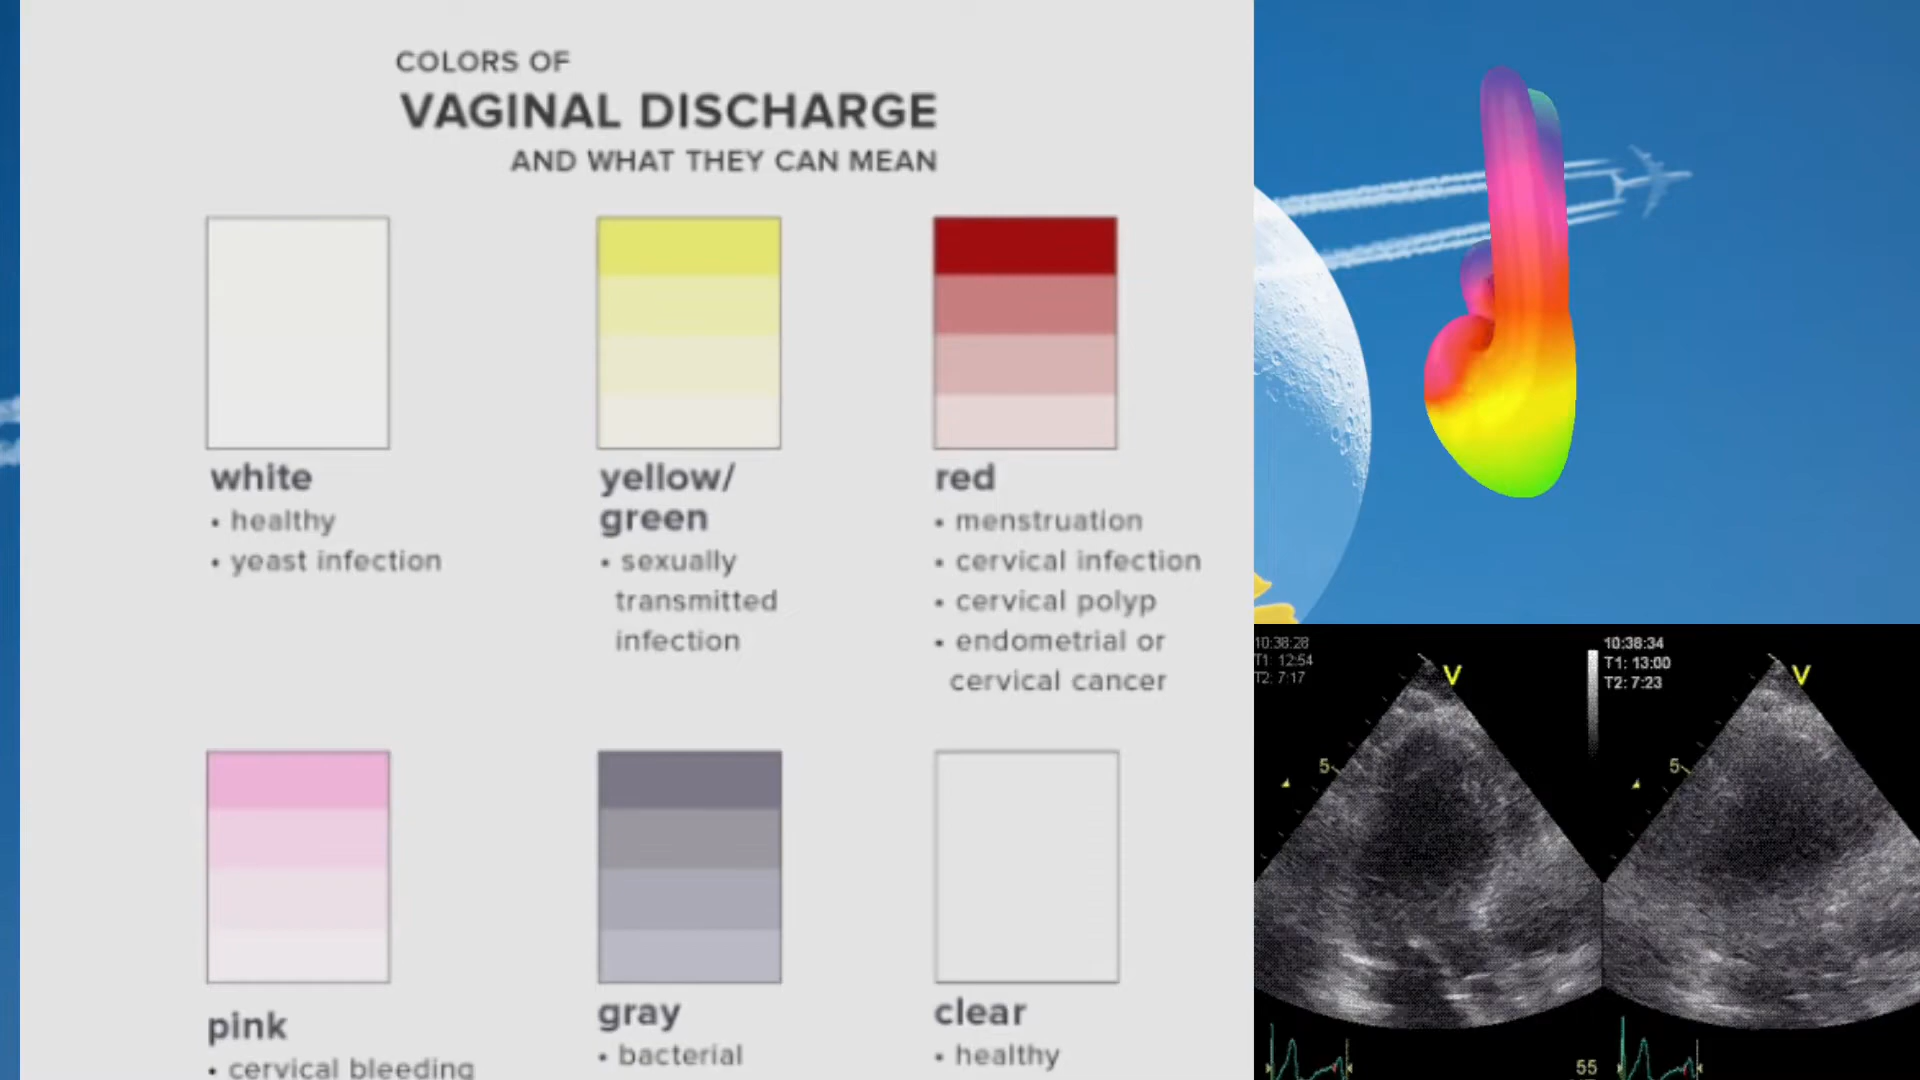 COLORS OF
VAGINAL DISCHARGE
AND WHAT THEY CAN MEAN
white
• healthy
• yeast infection
yellow/
green
• sexually
transmitted
infection
red
• menstruation
• cervical infection
• cervical polyp
• endometrial or
cervical cancer
pink
• cervical bleeding
gray
• bacterial
clear
• healthy
10:38:28
T1: 12:54
T2: 7:17
V
5
10:38:34
T1: 13:00
T2: 7:23
V
5
55